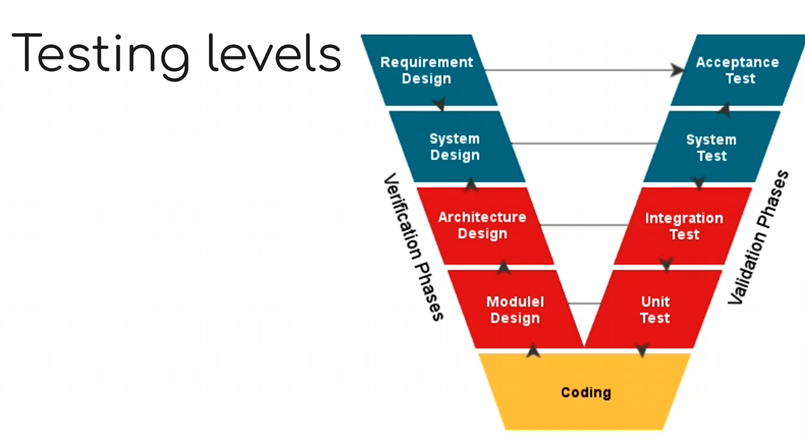 Testing levels
Requirement
Design
Acceptance
Test
System
Design
System
Test
Architecture
Design
Integration
Test
Modulel
Design
Unit
Test
Coding
Verification Phases
Validation Phases